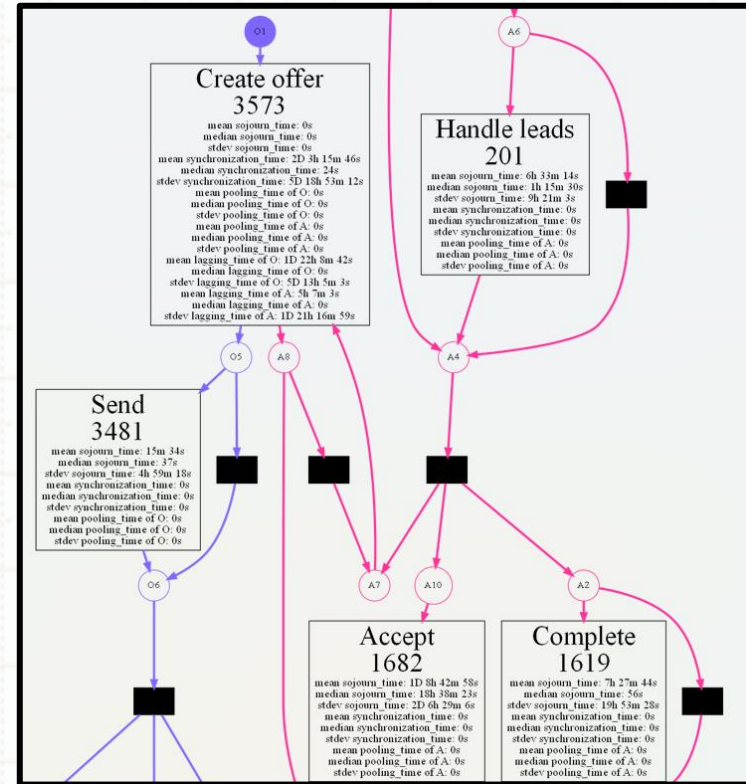 O1
A6
Create offer
3573
mean sojourn_time: 0s
median sojourn_time: 0s
stdev sojourn_time: 0s
mean synchronization_time: 2D 3h 15m 46s
median synchronization_time: 24s
stdev synchronization_time: 5D 18h 53m 12s
mean pooling_time of O: 0s
median pooling_time of O: 0s
stdev pooling_time of O: 0s
mean pooling_time of A: 0s
median pooling_time of A: 0s
stdev pooling_time of A: 0s
mean lagging_time of O: 1D 22h 8m 42s
median lagging_time of O: 0s
stdev lagging_time of O: 5D 13h 5m 3s
mean lagging_time of A: 5h 7m 3s
median lagging_time of A: 0s
stdev lagging_time of A: 1D 21h 16m 59s
Handle leads
201
mean sojourn_time: 6h 33m 14s
median sojourn_time: 1h 15m 30s
stdev sojourn_time: 9h 21m 3s
mean synchronization_time: 0s
median synchronization_time: 0s
stdev synchronization_time: 0s
mean pooling_time of A: 0s
median pooling_time of A: 0s
stdev pooling_time of A: 0s
O5
A8
A4
Send
3481
mean sojourn_time: 15m 34s
median sojourn_time: 37s
stdev sojourn_time: 4h 59m 18s
mean synchronization_time: 0s
median synchronization_time: 0s
stdev synchronization_time: 0s
mean pooling_time of O: 0s
median pooling_time of O: 0s
stdev pooling_time of O: 0s
O6
A7
A10
A2
Accept
1682
mean sojourn_time: 1D 8h 42m 58s
median sojourn_time: 18h 38m 23s
stdev sojourn_time: 2D 6h 29m 6s
mean synchronization_time: 0s
median synchronization_time: 0s
stdev synchronization_time: 0s
mean pooling_time of A: 0s
median pooling_time of A: 0s
stdev pooling_time of A: 0s
Complete
1619
mean sojourn_time: 7h 27m 44s
median sojourn_time: 56s
stdev sojourn_time: 19h 53m 28s
mean synchronization_time: 0s
median synchronization_time: 0s
stdev synchronization_time: 0s
mean pooling_time of A: 0s
median pooling_time of A: 0s
stdev pooling_time of A: 0s